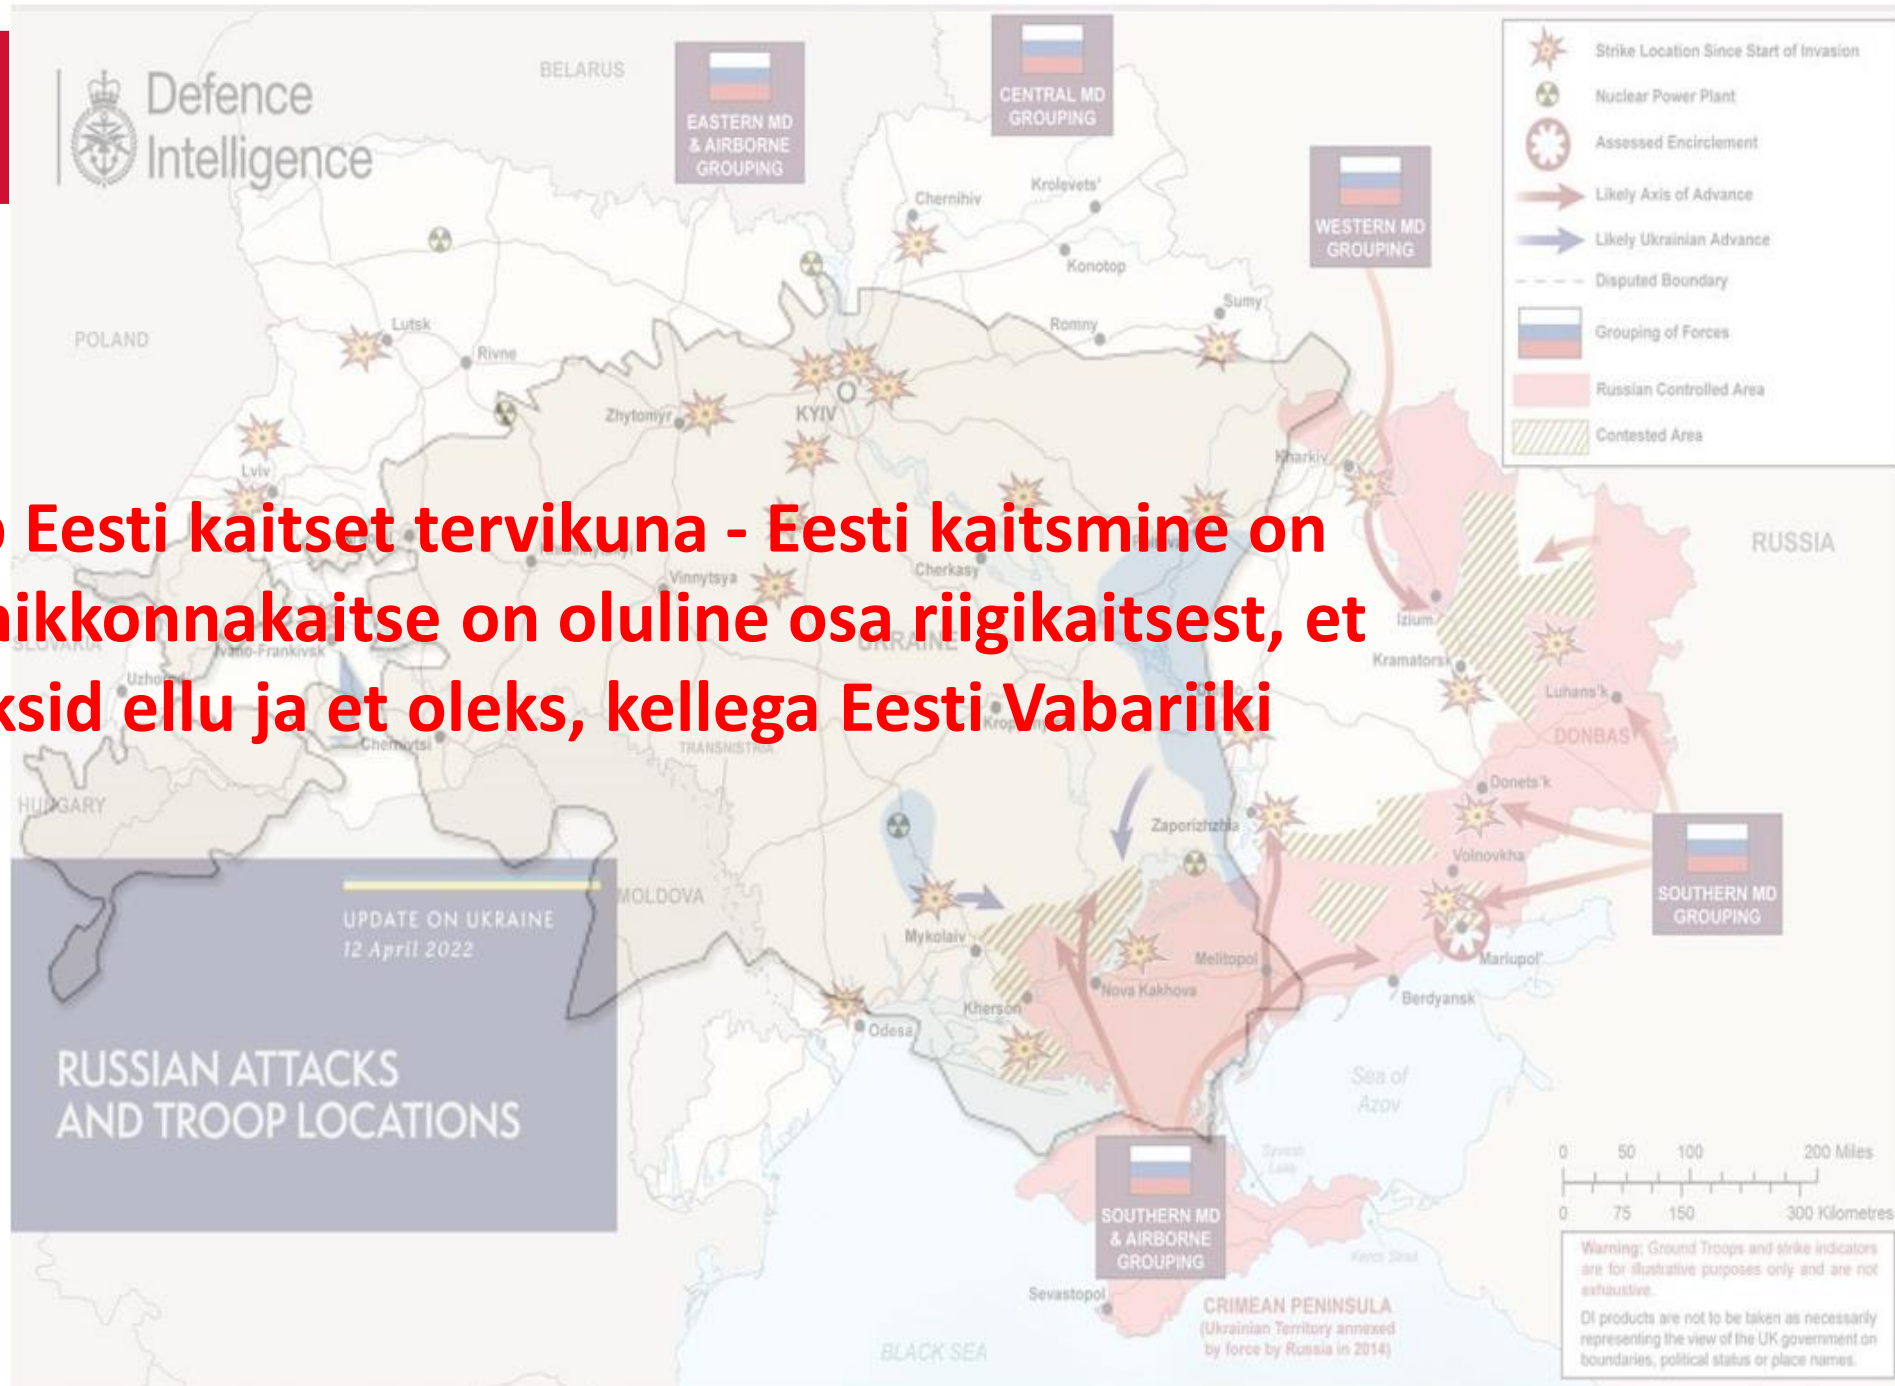 Defence
Intelligence
BELARUS
EASTERN MD
& AIRBORNE
GROUPING
CENTRAL MD
GROUPING
WESTERN MD
GROUPING
Strike Location Since Start of Invasion
Nuclear Power Plant
Assessed Encirclement
Likely Axis of Advance
Likely Ukrainian Advance
Disputed Boundary
Grouping of Forces
Russian Controlled Area
Contested Area
Chernihiv
Krolevets'
Konotop
Sumy
Romny
POLAND
Lutsk
Rivne
Zhytomyr
KYIV
Lviv
Kharkiv
Eesti kaitset tervikuna - Eesti kaitsmine on
ikkonnakaitse on oluline osa riigikaitsest, et
ksid ellu ja et oleks, kellega Eesti Vabariiki
RUSSIA
Vinnytsya
Cherkasy
Izium
SLOVAKIA
Ivano-Frankivsk
UKRAINE
Kramatorsk
Luhans'k
Chernivtsi
TRANSNISTRIA
DONBAS
HUNGARY
Donets'k
Zaporizhzhia
Volnovkha
MOLDOVA
SOUTHERN MD
GROUPING
UPDATE ON UKRAINE
12 April 2022
RUSSIAN ATTACKS
AND TROOP LOCATIONS
Mykolaiv
Melitopol
Mariupol'
Nova Kakhova
Berdyansk
Kherson
Odesa
Sea of
Azov
SOUTHERN MD
& AIRBORNE
GROUPING
Sevastopol
CRIMEAN PENINSULA
(Ukrainian Territory annexed
by force by Russia in 2014)
BLACK SEA
0 50 100 200 Miles
0 75 150 300 Kilometres
Warning: Ground Troops and strike indicators
are for illustrative purposes only and are not
exhaustive.
DI products are not to be taken as necessarily
representing the view of the UK government on
boundaries, political status or place names.